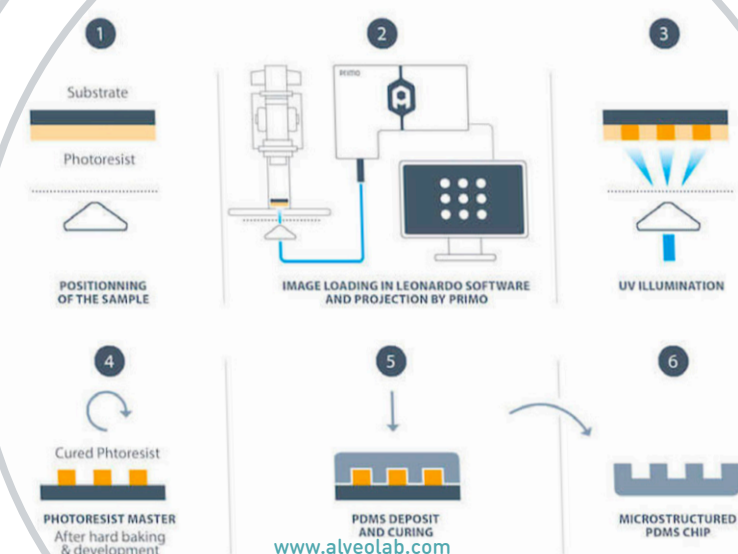 1
2
3
Substrate
Photoresist
PRIMO
POSITIONNING
OF THE SAMPLE
IMAGE LOADING IN LEONARDO SOFTWARE
AND PROJECTION BY PRIMO
UV ILLUMINATION
4
5
6
Cured Phtoresist
PHOTORESIST MASTER
After hard baking
& development
PDMS DEPOSIT
AND CURING
MICROSTRUCTURED
PDMS CHIP
www.alveolab.com